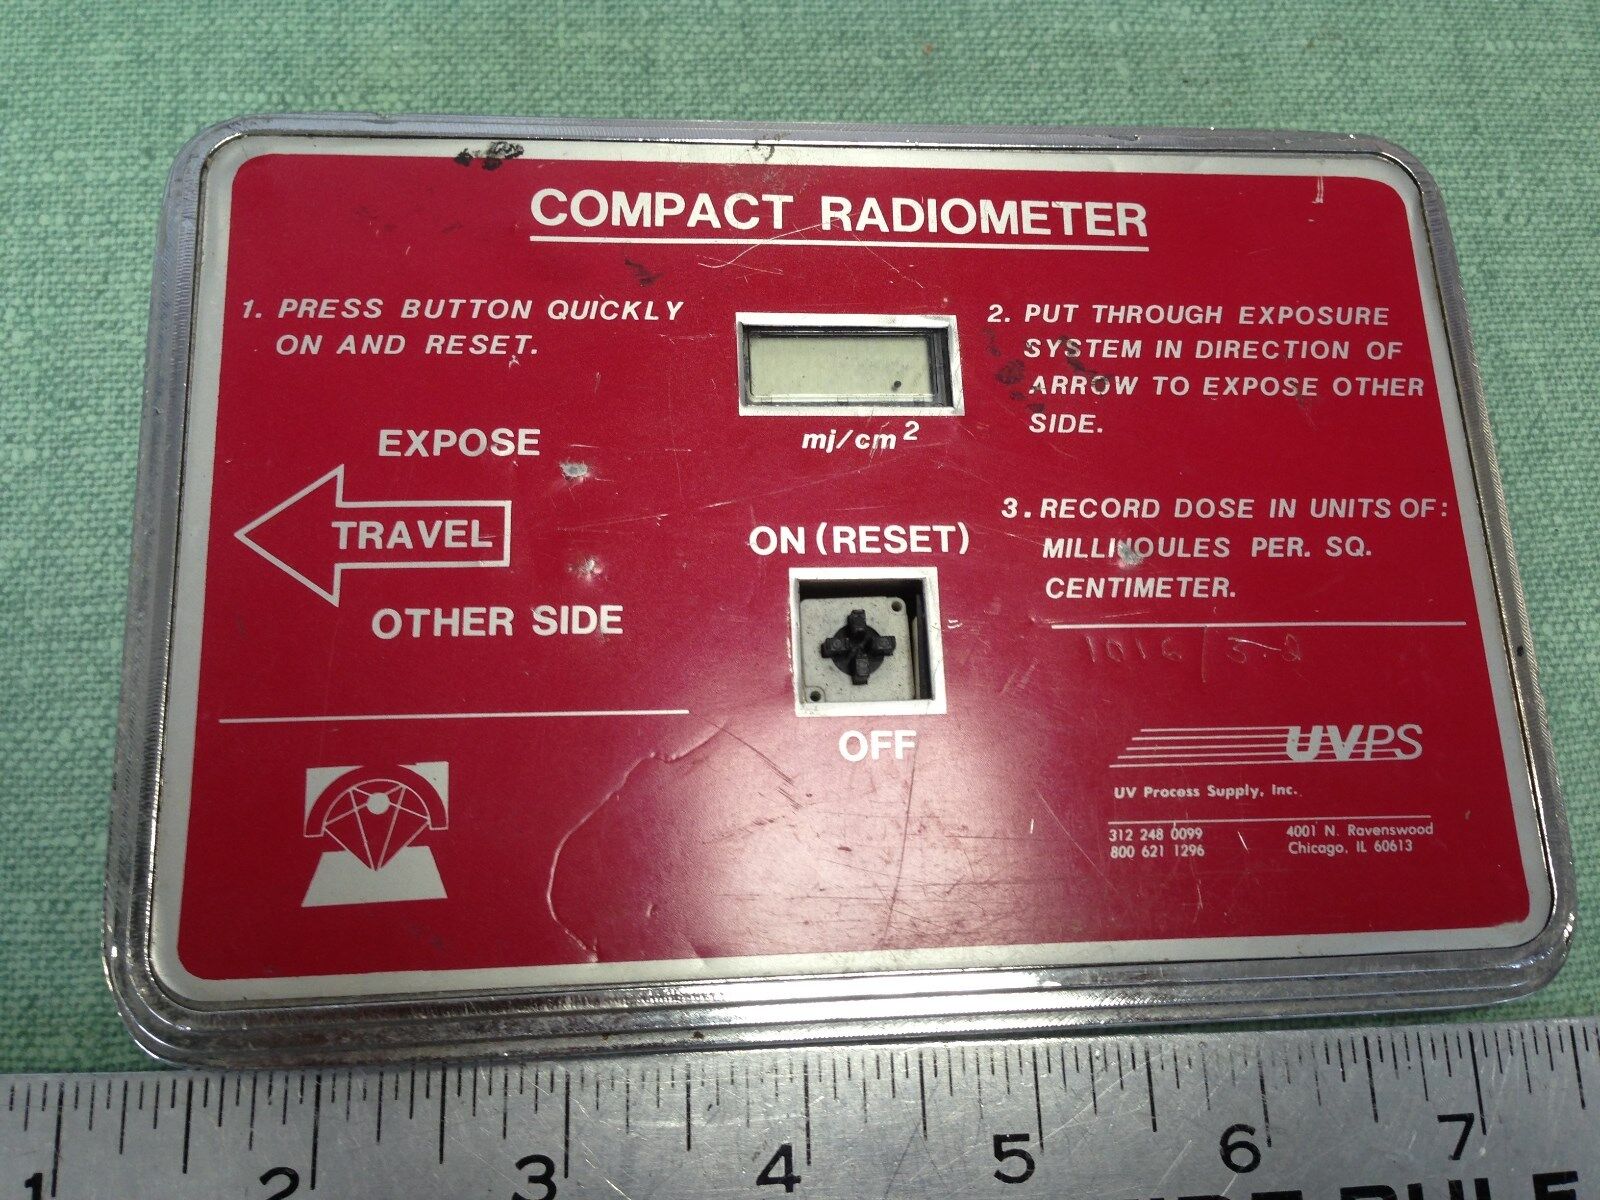 COMPACT RADIOMETER
1. PRESS BUTTON QUICKLY
ON AND RESET.
EXPOSE
TRAVEL
OTHER SIDE
mj/cm²
ON (RESET)
OFF
2. PUT THROUGH EXPOSURE
SYSTEM IN DIRECTION OF
ARROW TO EXPOSE OTHER
SIDE.
3. RECORD DOSE IN UNITS OF:
MILLIJOULES PER. SQ.
CENTIMETER.
UVPS
UV Process Supply, Inc.
312 248 0099
800 621 1296
4001 N. Ravenswood
Chicago, IL 60613
1 2 3 4 5 6 7